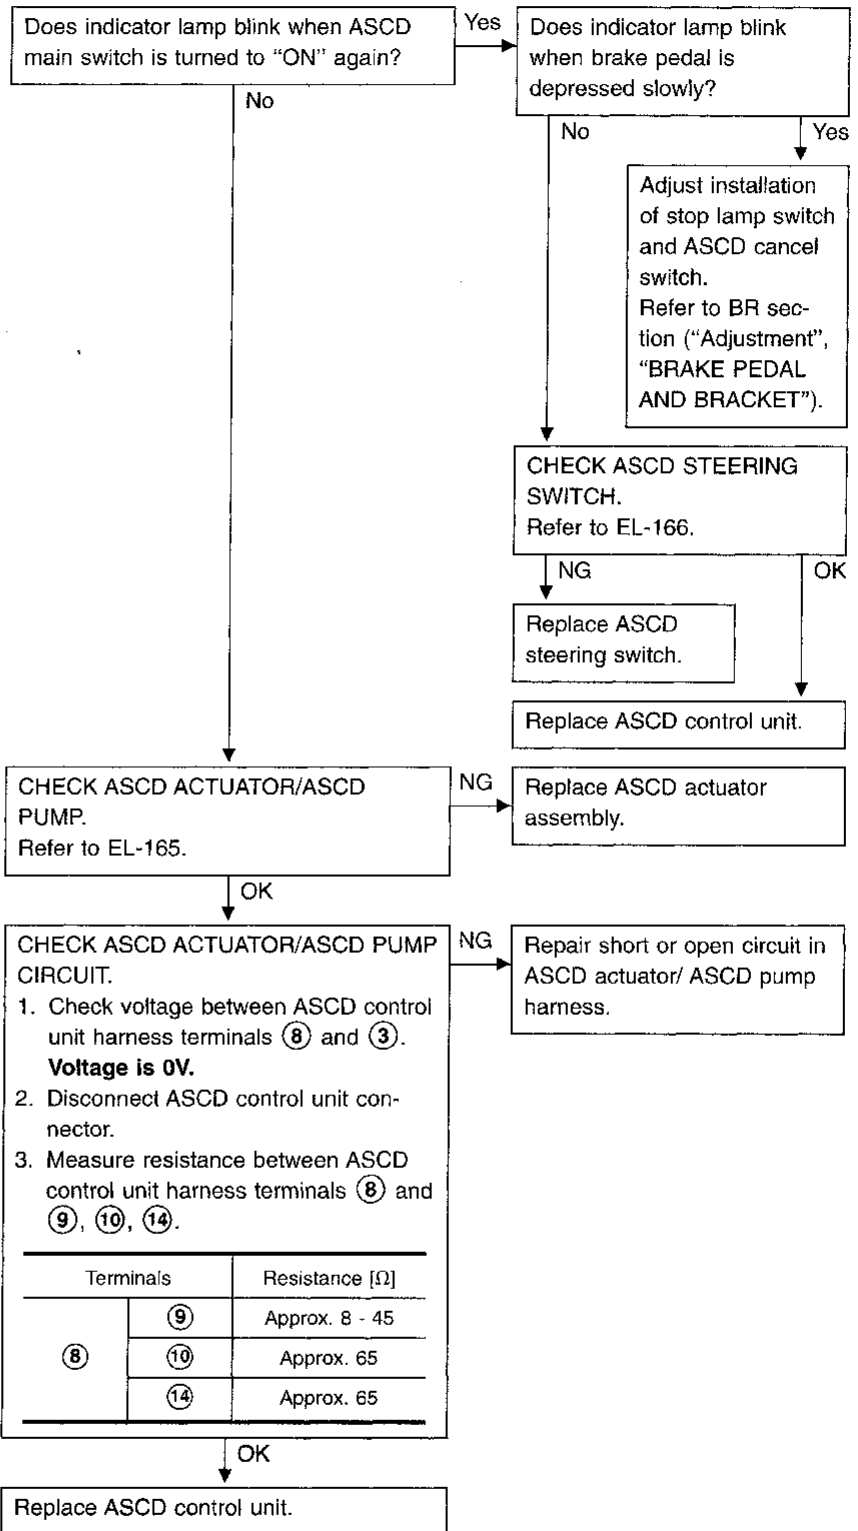 Does indicator lamp blink when ASCD
main switch is turned to “ON” again?
Yes
Does indicator lamp blink
when brake pedal is
depressed slowly?
No
No
Yes
Adjust installation
of stop lamp switch
and ASCD cancel
switch.
Refer to BR sec-
tion (“Adjustment”,
“BRAKE PEDAL
AND BRACKET”).
CHECK ASCD STEERING
SWITCH.
Refer to EL-166.
NG
OK
Replace ASCD
steering switch.
Replace ASCD control unit.
CHECK ASCD ACTUATOR/ASCD
PUMP.
Refer to EL-165.
NG
Replace ASCD actuator
assembly.
OK
CHECK ASCD ACTUATOR/ASCD PUMP
CIRCUIT.
1. Check voltage between ASCD control
unit harness terminals ⑧ and ③.
Voltage is 0V.
2. Disconnect ASCD control unit con-
nector.
3. Measure resistance between ASCD
control unit harness terminals ⑧ and
⑨, ⑩, ⑭.
Terminals Resistance [Ω]
⑨ Approx. 8 - 45
⑧ ⑩ Approx. 65
⑭ Approx. 65
NG
Repair short or open circuit in
ASCD actuator/ ASCD pump
harness.
OK
Replace ASCD control unit.